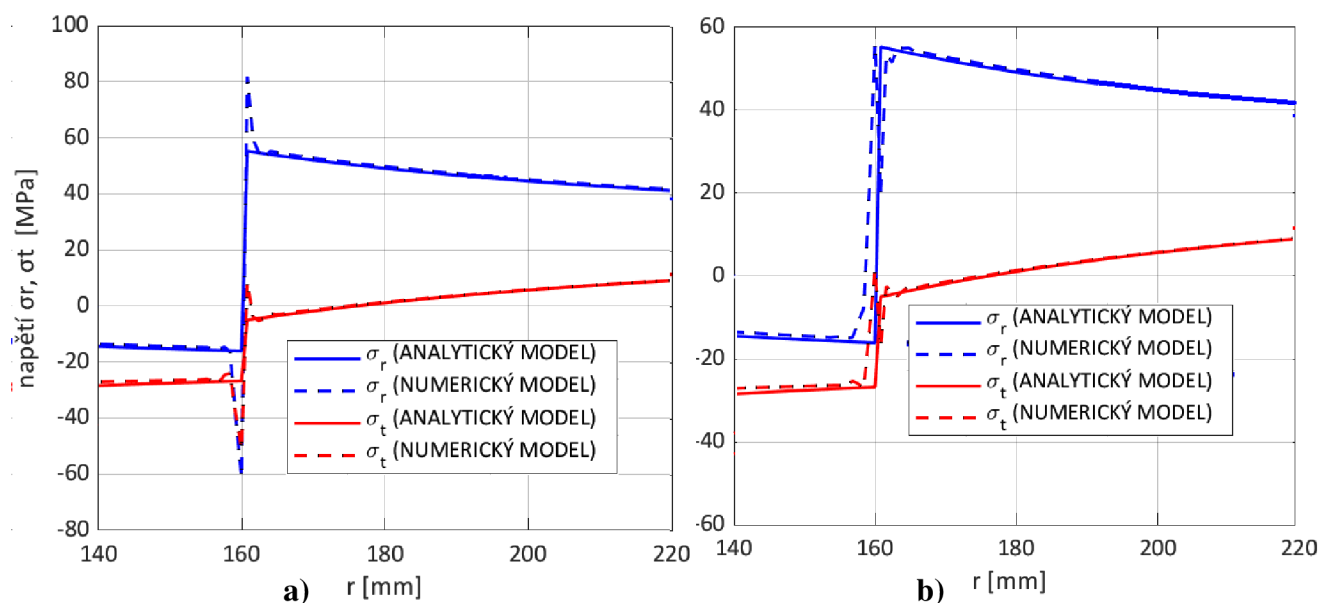 100
80
60
40
20
0
-20
-40
-60
-80
napětí σr, σt [MPa]
σr (ANALYTICKÝ MODEL)
σr (NUMERICKÝ MODEL)
σt (ANALYTICKÝ MODEL)
σt (NUMERICKÝ MODEL)
140 160 180 200 220
a) r [mm]
60
40
20
0
-20
-40
-60
σr (ANALYTICKÝ MODEL)
σr (NUMERICKÝ MODEL)
σt (ANALYTICKÝ MODEL)
σt (NUMERICKÝ MODEL)
140 160 180 200 220
b) r [mm]